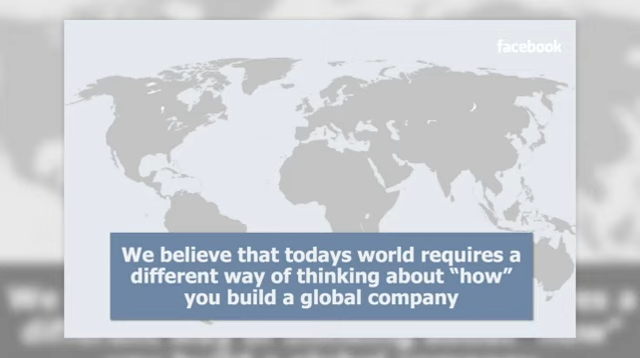 facebook
We believe that todays world requires a
different way of thinking about “how”
you build a global company